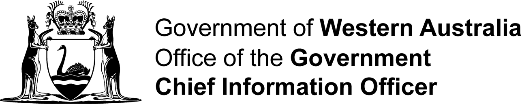 Government of Western Australia
Office of the Government
Chief Information Officer